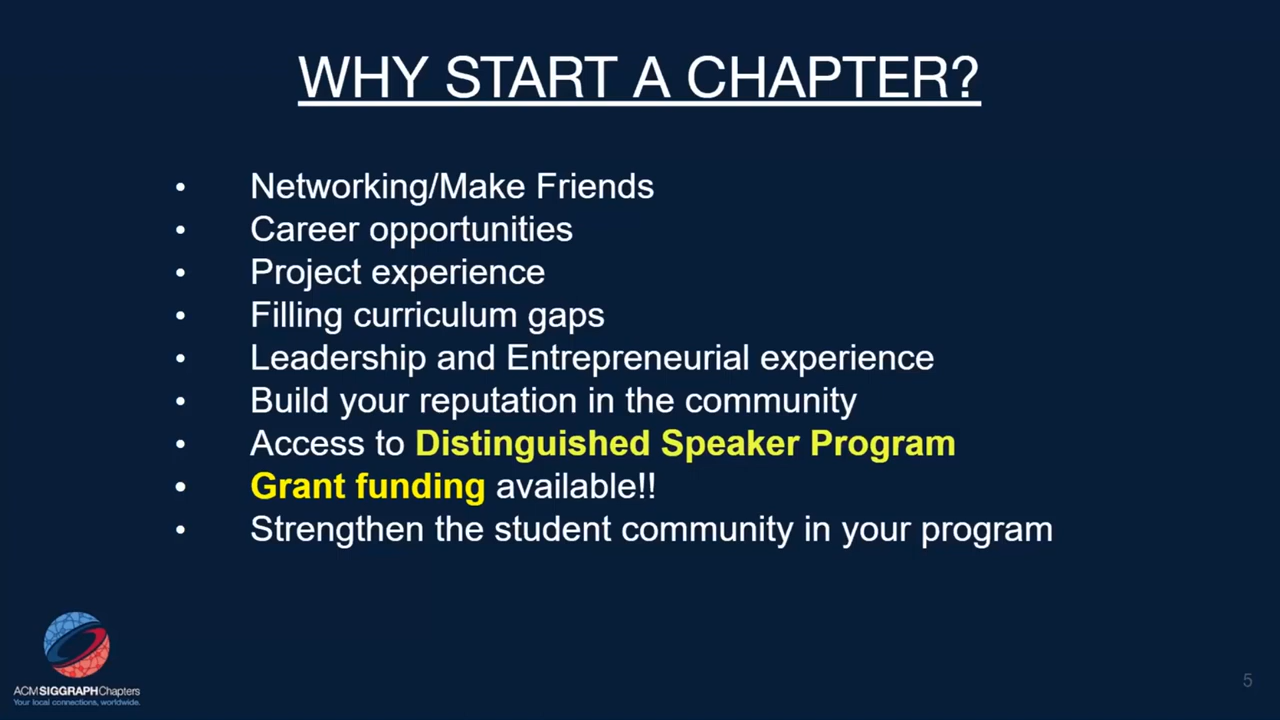 WHY START A CHAPTER?
• Networking/Make Friends
• Career opportunities
• Project experience
• Filling curriculum gaps
• Leadership and Entrepreneurial experience
• Build your reputation in the community
• Access to Distinguished Speaker Program
• Grant funding available!!
• Strengthen the student community in your program
ACMSIGGRAPHChapters
Your local connections, worldwide.
5